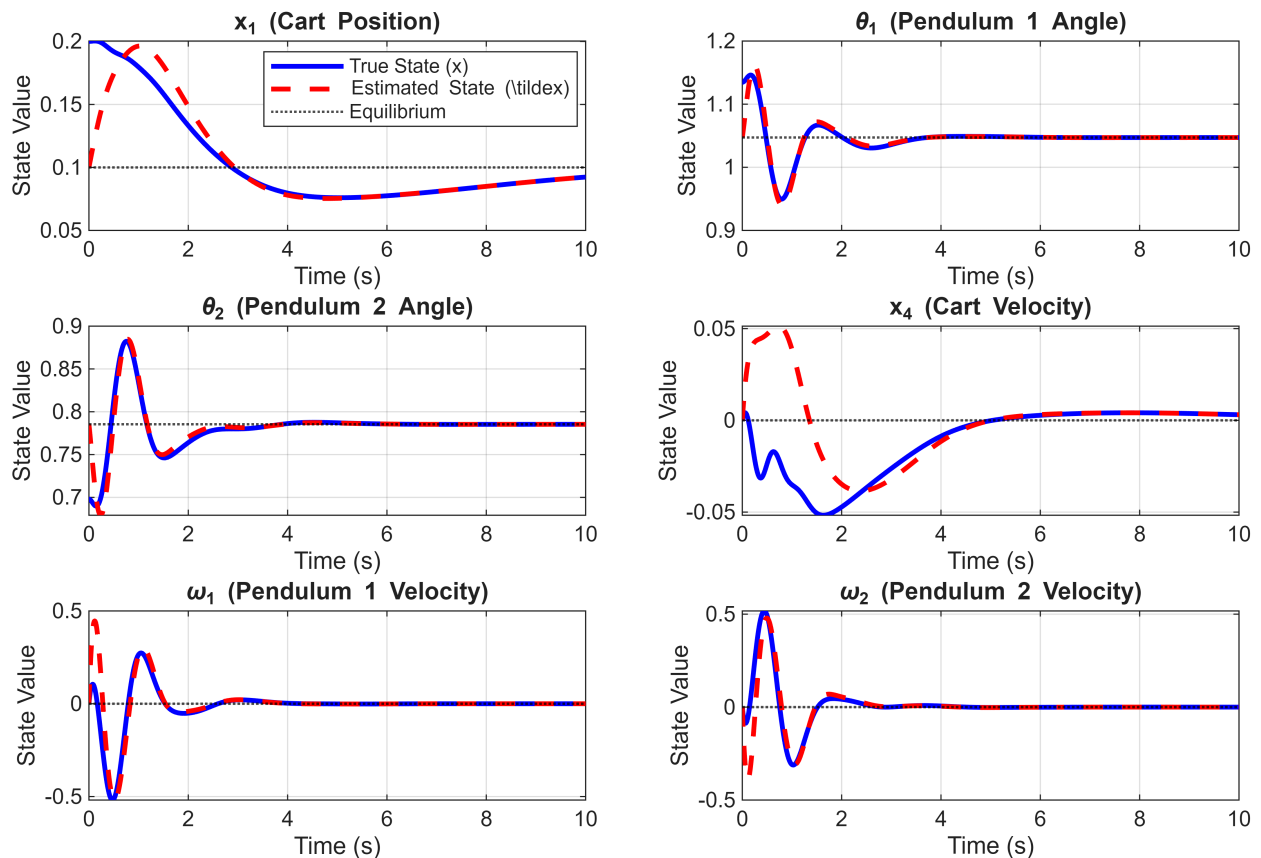 x₁ (Cart Position)
0.2
0.15
0.1
0.05
State Value
True State (x)
Estimated State (\tildex)
Equilibrium
0 2 4 6 8 10
Time (s)
θ₁ (Pendulum 1 Angle)
1.2
1.1
1
0.9
State Value
0 2 4 6 8 10
Time (s)
θ₂ (Pendulum 2 Angle)
0.9
0.85
0.8
0.75
0.7
State Value
0 2 4 6 8 10
Time (s)
x₄ (Cart Velocity)
0.05
0
-0.05
State Value
0 2 4 6 8 10
Time (s)
ω₁ (Pendulum 1 Velocity)
0.5
0
-0.5
State Value
0 2 4 6 8 10
Time (s)
ω₂ (Pendulum 2 Velocity)
0.5
0
-0.5
State Value
0 2 4 6 8 10
Time (s)